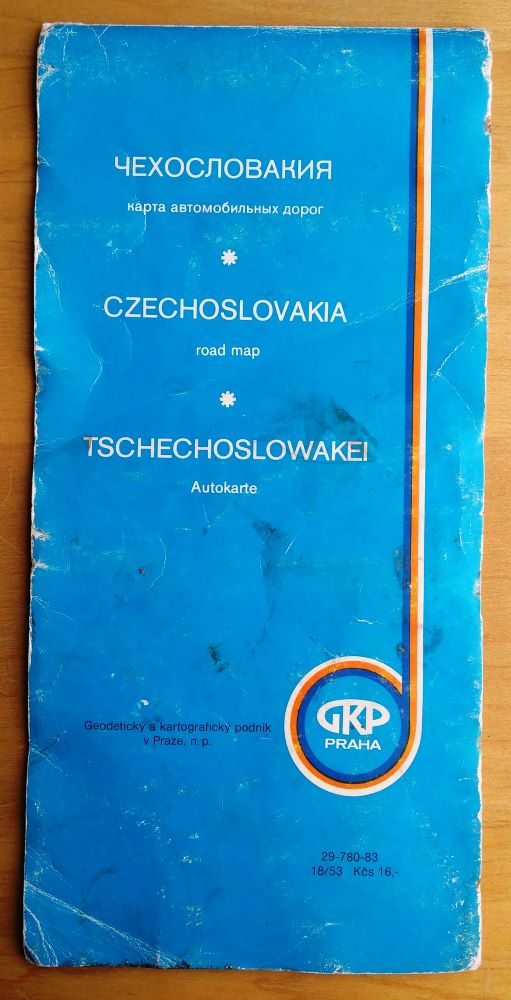 ЧЕХОСЛОВАКИЯ
карта автомобильных дорог
CZECHOSLOVAKIA
road map
TSCHECHOSLOWAKEI
Autokarte
GKP
PRAHA
Geodetický a kartografický podnik
v Praze, n. p.
29-780-83
18/53 Kčs 16,-